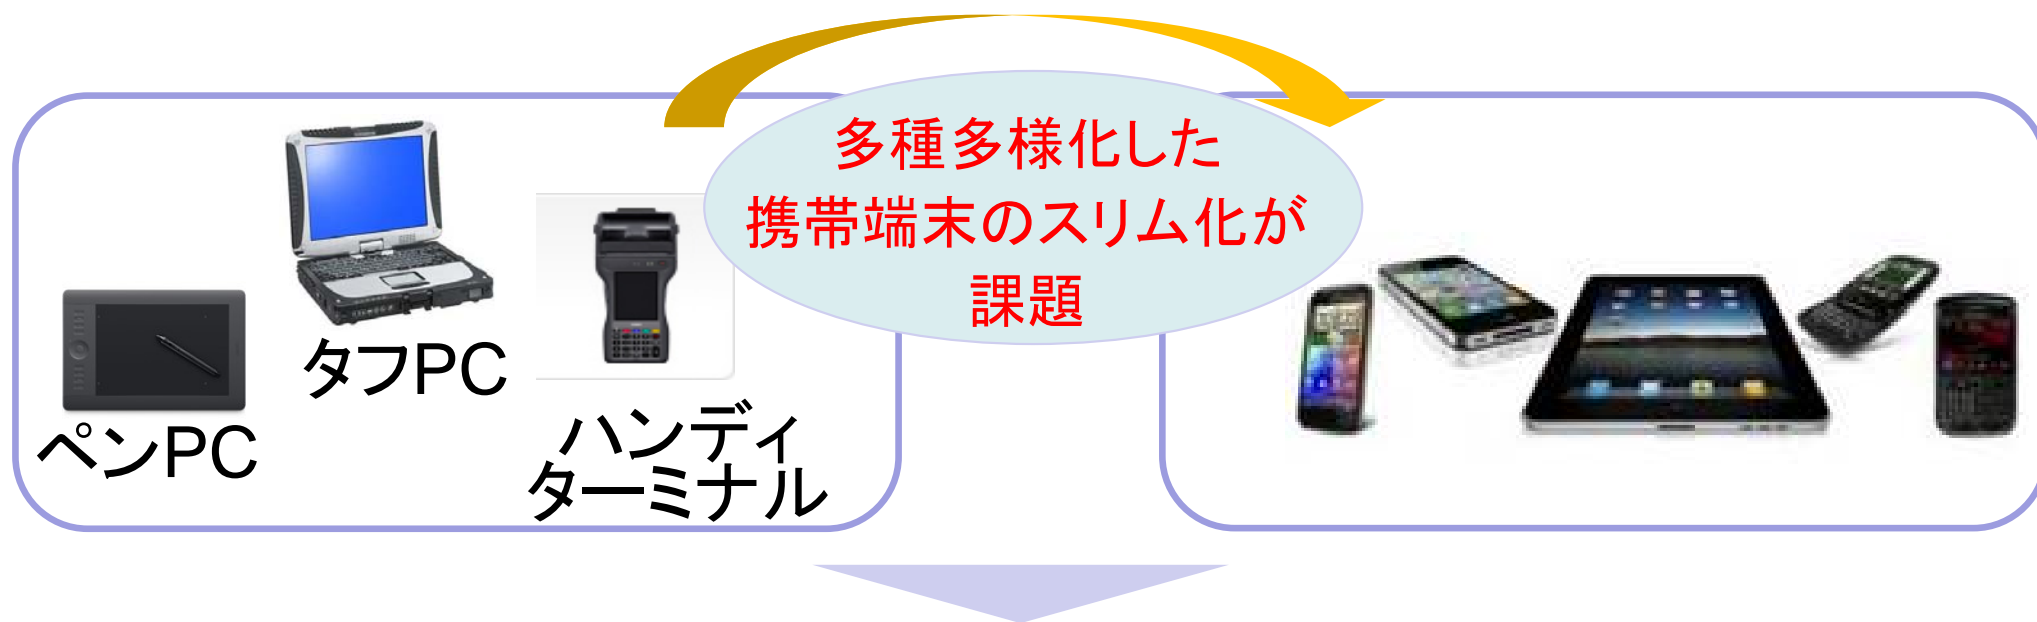 多種多様化した
携帯端末のスリム化が
課題
タフPC
ペンPC
ハンディ
ターミナル